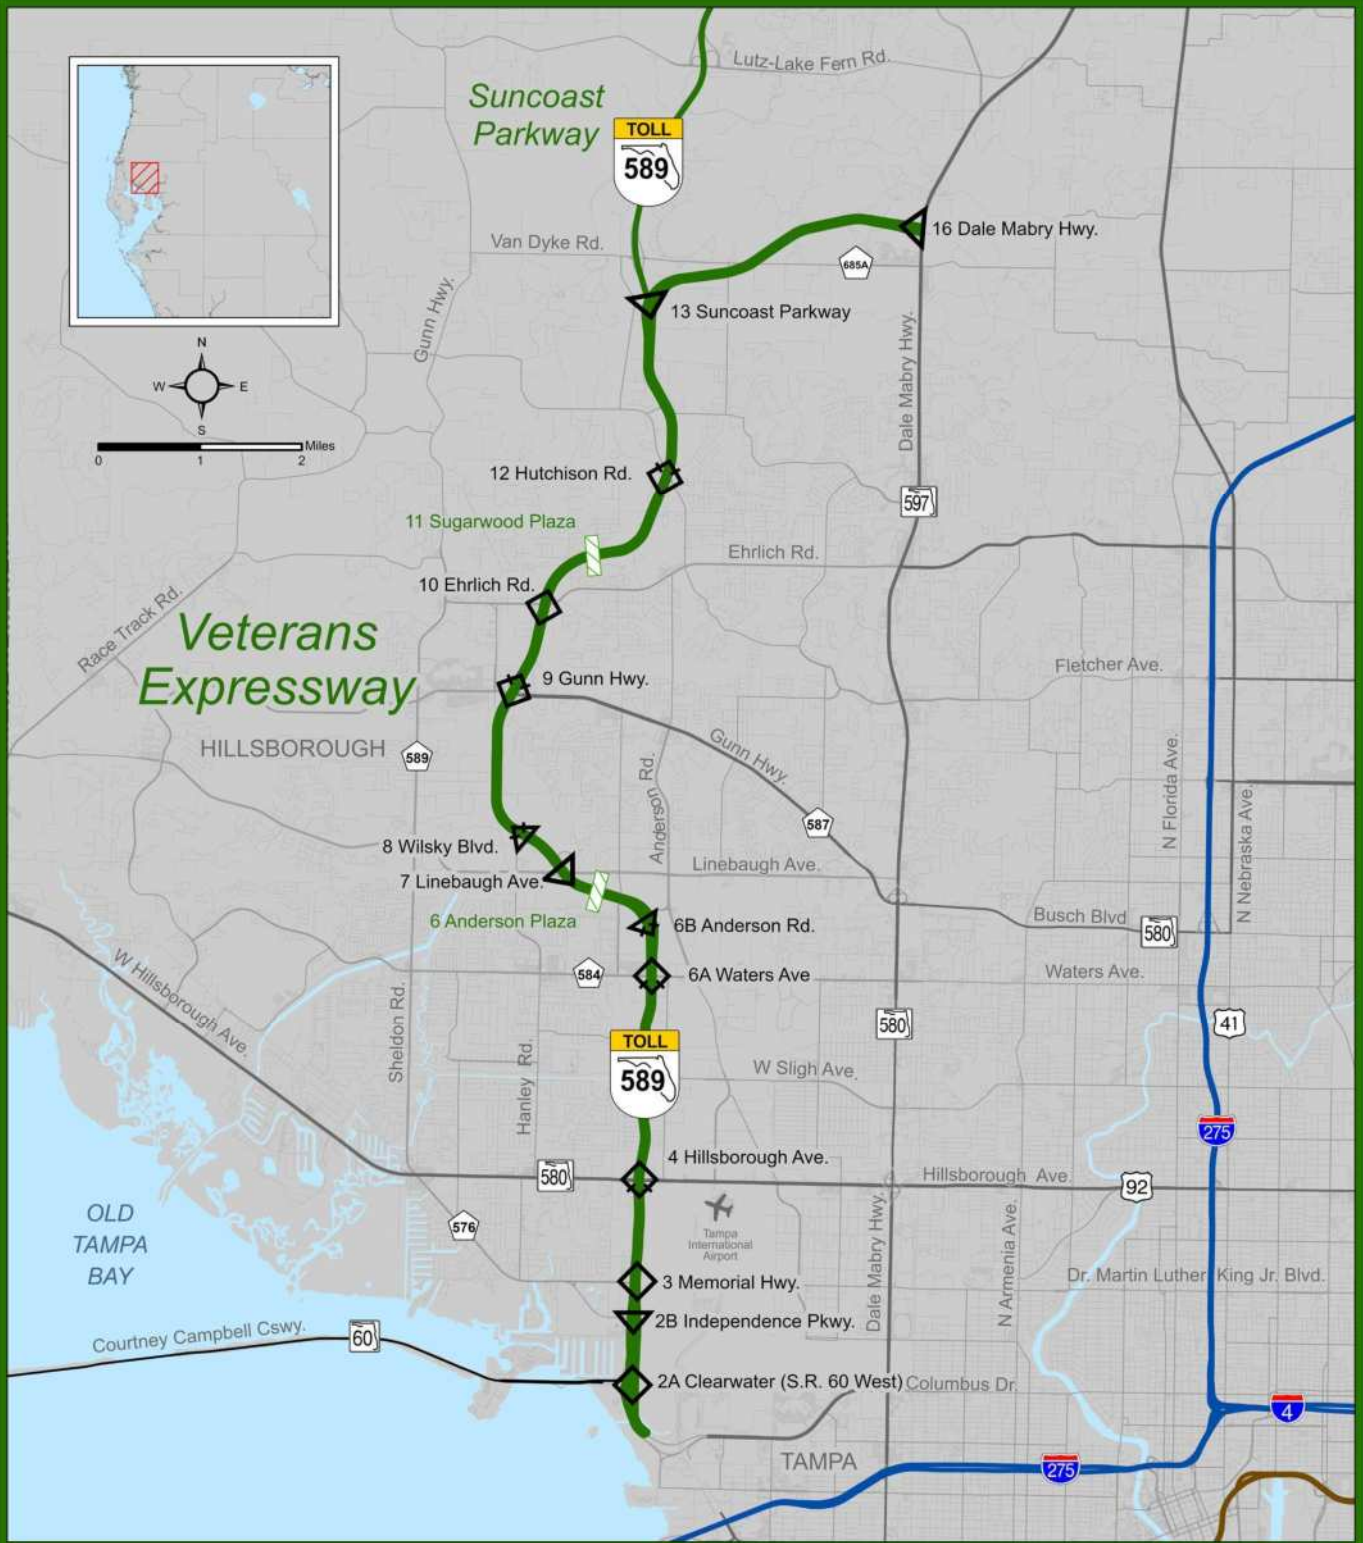 Lutz-Lake Fern Rd.
Suncoast
Parkway
TOLL
589
16 Dale Mabry Hwy.
Van Dyke Rd.
685A
13 Suncoast Parkway
Gunn Hwy.
Dale Mabry Hwy.
N
W
E
S
Miles
0
1
2
12 Hutchison Rd.
597
11 Sugarwood Plaza
Ehrlich Rd.
10 Ehrlich Rd.
Race Track Rd.
Veterans
Expressway
Fletcher Ave.
9 Gunn Hwy.
HILLSBOROUGH
589
Gunn Hwy.
Anderson Rd.
587
N Florida Ave.
N Nebraska Ave.
8 Wilsky Blvd.
Linebaugh Ave.
7 Linebaugh Ave.
6 Anderson Plaza
6B Anderson Rd.
Busch Blvd
580
W Hillsborough Ave.
584
6A Waters Ave
Waters Ave.
Sheldon Rd.
580
41
TOLL
589
Hanley Rd.
W Sligh Ave.
275
4 Hillsborough Ave.
580
Hillsborough Ave.
92
OLD
TAMPA
BAY
576
Tampa
International
Airport
Dale Mabry Hwy.
N Armenia Ave.
3 Memorial Hwy.
Dr. Martin Luther King Jr. Blvd.
2B Independence Pkwy.
Courtney Campbell Cswy.
60
2A Clearwater (S.R. 60 West)
Columbus Dr.
4
TAMPA
275